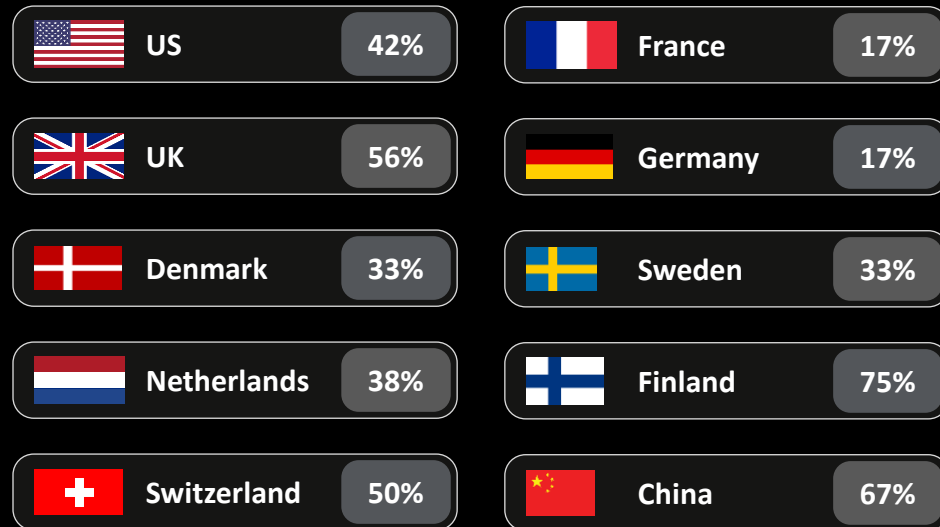 US 42%
France 17%
UK 56%
Germany 17%
Denmark 33%
Sweden 33%
Netherlands 38%
Finland 75%
Switzerland 50%
China 67%